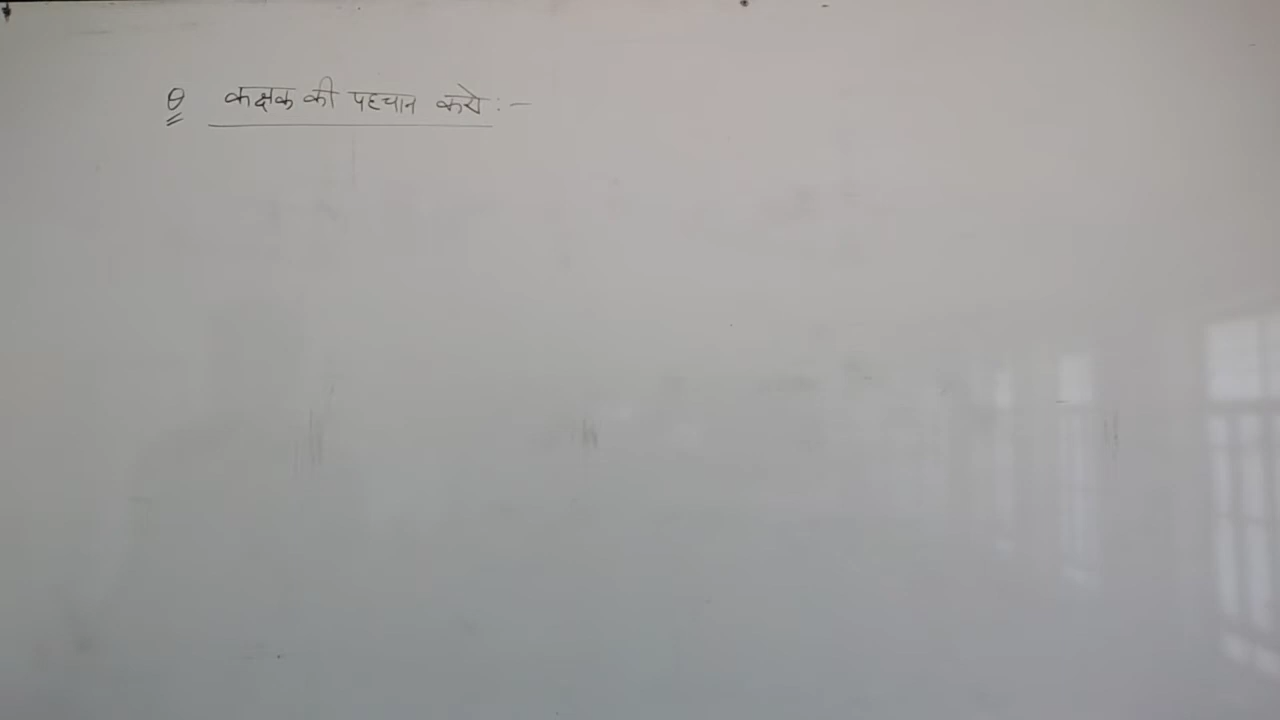 Q कक्षक की पहचान करो :-